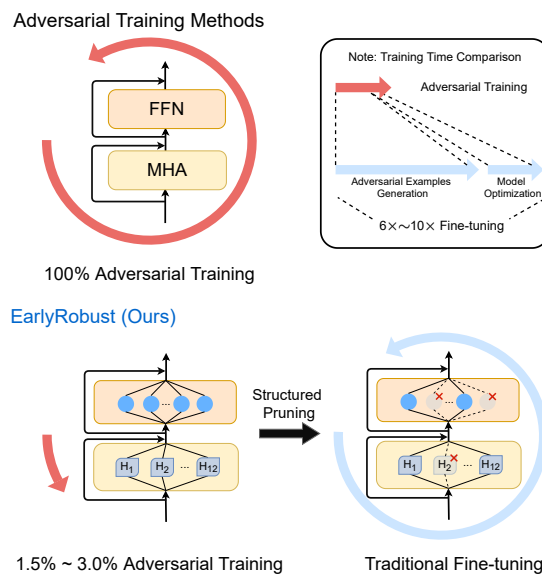 Adversarial Training Methods
FFN
MHA
100% Adversarial Training
Note: Training Time Comparison
Adversarial Training
Adversarial Examples
Generation
Model
Optimization
6×~10× Fine-tuning
EarlyRobust (Ours)
...
H1 H2 ... H12
1.5% ~ 3.0% Adversarial Training
Structured
Pruning
...
H1 H2 ... H12
Traditional Fine-tuning